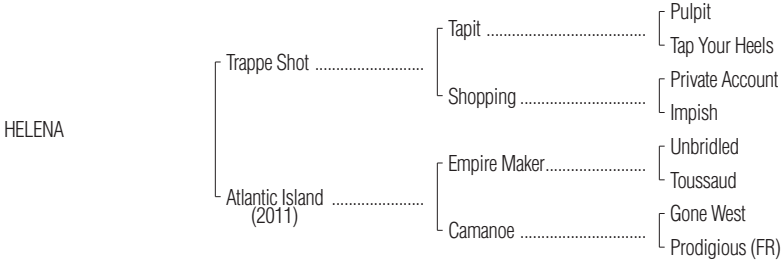 Pulpit
Tapit ..................................
Tap Your Heels
Trappe Shot ..........................
Private Account
Shopping ................................
Impish
HELENA
Unbridled
Empire Maker..........................
Toussaud
Atlantic Island ......................
(2011)
Gone West
Camanoe ................................
Prodigious (FR)